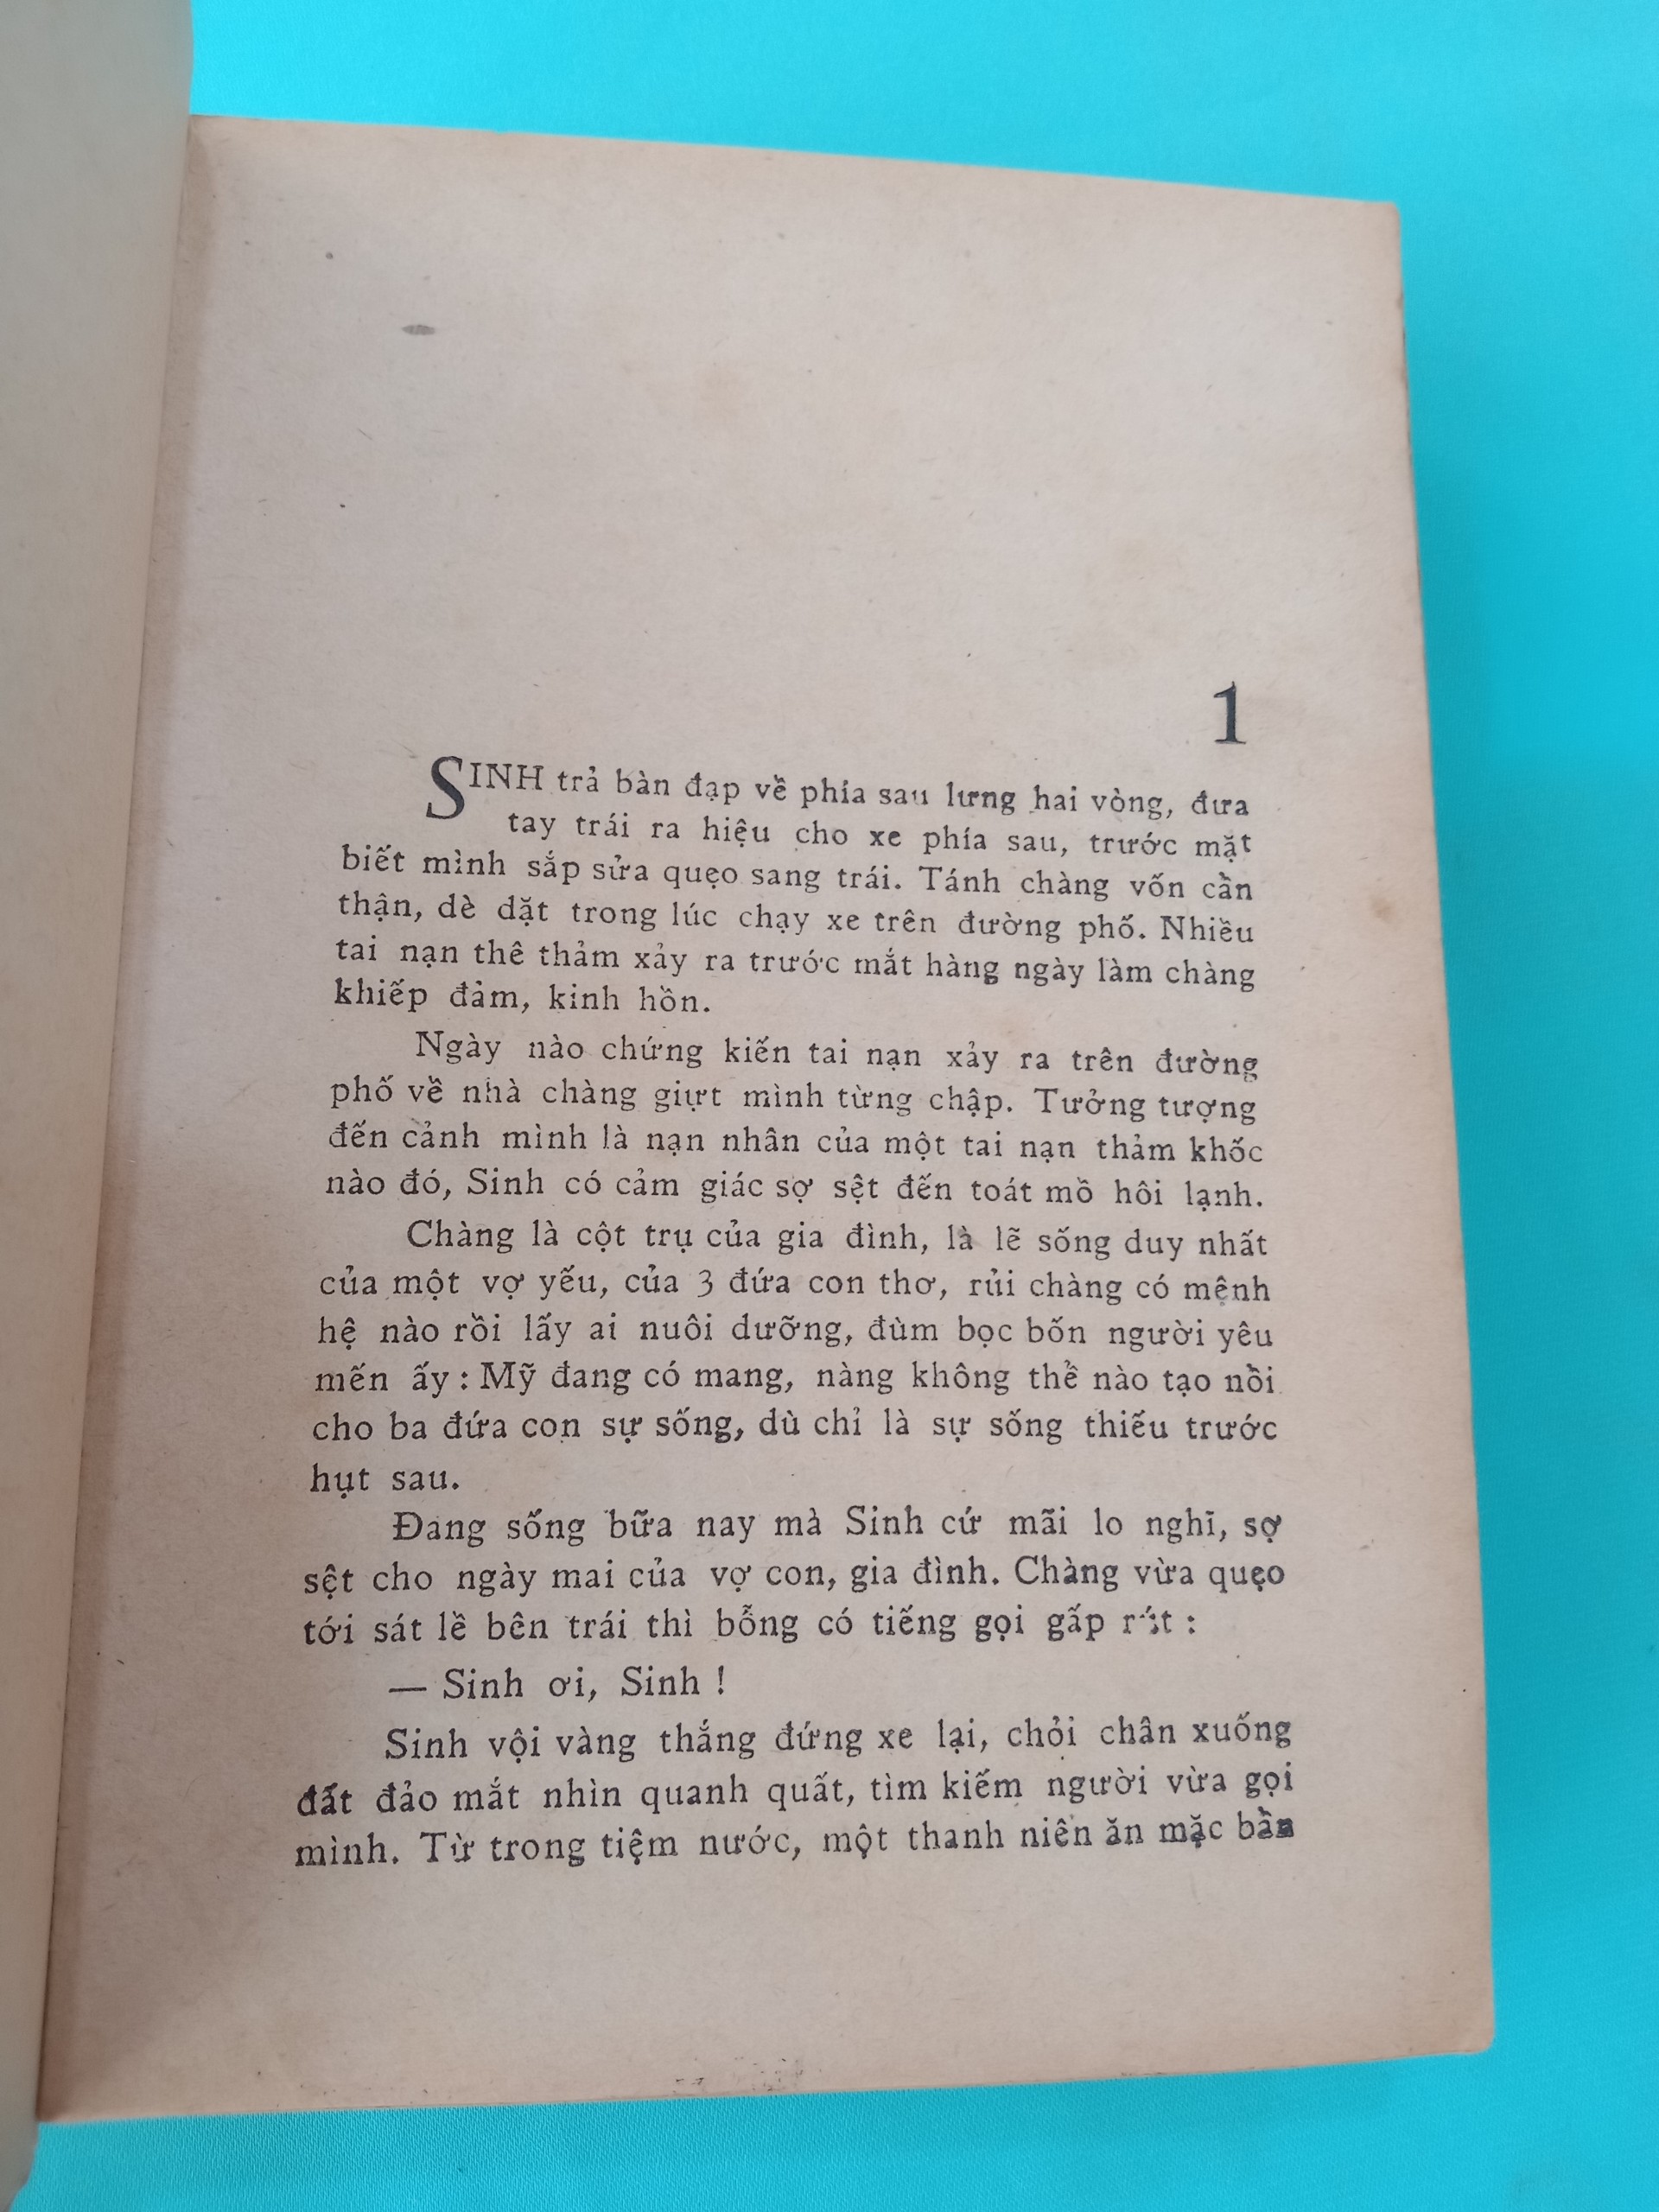 1
SINH trả bàn đạp về phía sau lưng hai vòng, đưa
tay trái ra hiệu cho xe phía sau, trước mặt
biết mình sắp sửa quẹo sang trái. Tánh chàng vốn cẩn
thận, dè dặt trong lúc chạy xe trên đường phố. Nhiều
tai nạn thê thảm xảy ra trước mắt hàng ngày làm chàng
khiếp đảm, kinh hồn.
Ngày nào chứng kiến tai nạn xảy ra trên đường
phố về nhà chàng giựt mình từng chập. Tưởng tượng
đến cảnh mình là nạn nhân của một tai nạn thảm khốc
nào đó, Sinh có cảm giác sợ sệt đến toát mồ hôi lạnh.
Chàng là cột trụ của gia đình, là lẽ sống duy nhất
của một vợ yếu, của 3 đứa con thơ, rủi chàng có mệnh
hệ nào rồi lấy ai nuôi dưỡng, đùm bọc bốn người yêu
mến ấy : Mỹ đang có mang, nàng không thể nào tạo nổi
cho ba đứa con sự sống, dù chỉ là sự sống thiếu trước
hụt sau.
Đang sống bữa nay mà Sinh cứ mãi lo nghĩ, sợ
sệt cho ngày mai của vợ con, gia đình. Chàng vừa quẹo
tới sát lề bên trái thì bỗng có tiếng gọi gấp rút :
— Sinh ơi, Sinh !
Sinh vội vàng thắng đứng xe lại, chỏi chân xuống
đất đảo mắt nhìn quanh quất, tìm kiếm người vừa gọi
mình. Từ trong tiệm nước, một thanh niên ăn mặc bần